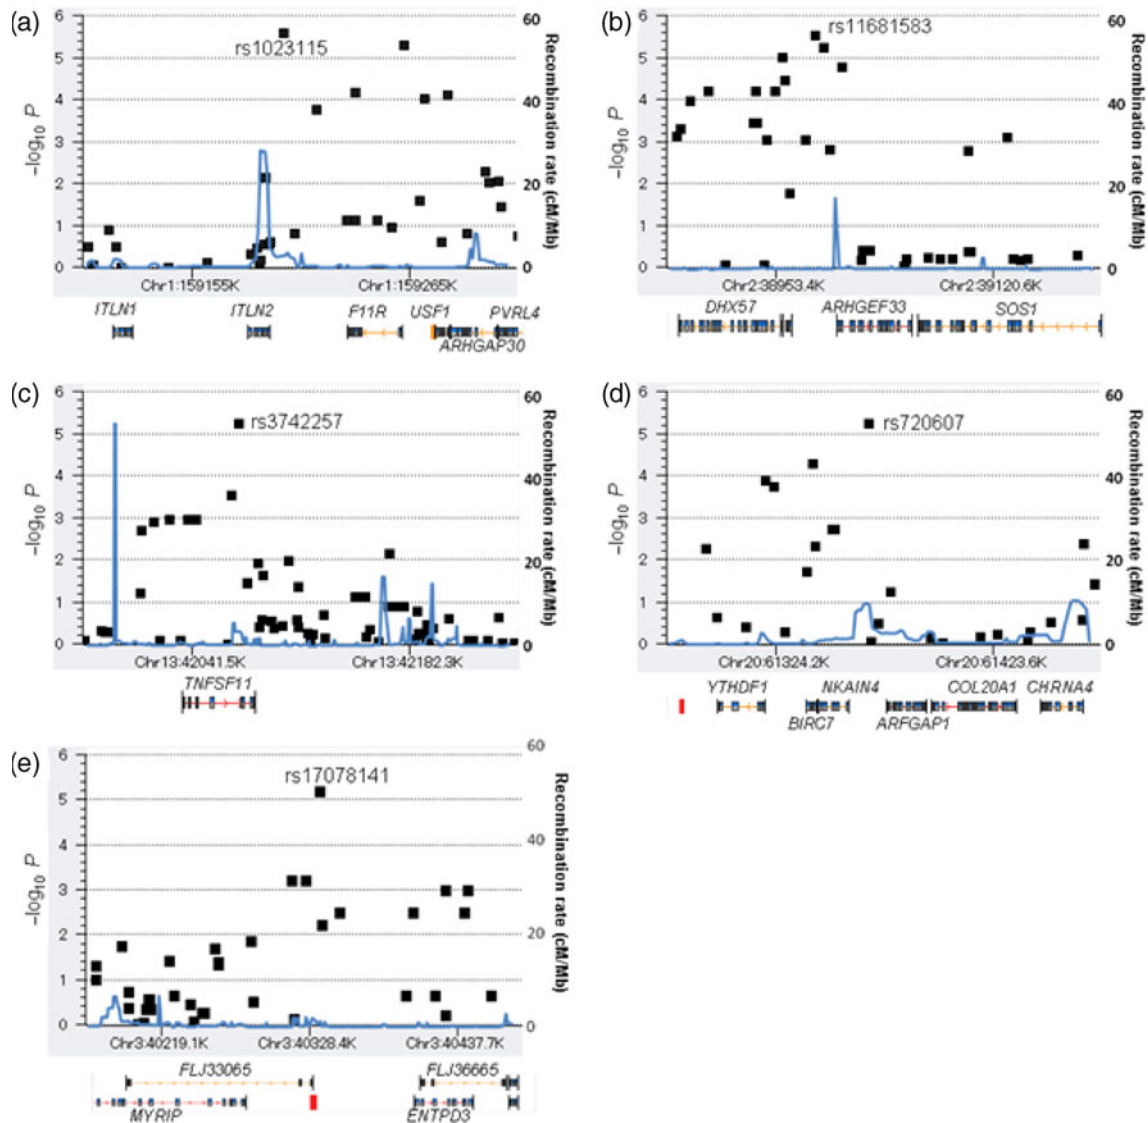 (a)
6
5
4
3
2
1
0
−log10 P
60
40
20
0
Recombination rate (cM/Mb)
rs1023115
Chr1:159155K
Chr1:159265K
ITLN1
ITLN2
F11R
USF1
PVRL4
ARHGAP30
(b)
6
5
4
3
2
1
0
−log10 P
60
40
20
0
Recombination rate (cM/Mb)
rs11681583
Chr2:38953.4K
Chr2:39120.6K
DHX57
ARHGEF33
SOS1
(c)
6
5
4
3
2
1
0
−log10 P
60
40
20
0
Recombination rate (cM/Mb)
rs3742257
Chr13:42041.5K
Chr13:42182.3K
TNFSF11
(d)
6
5
4
3
2
1
0
−log10 P
60
40
20
0
Recombination rate (cM/Mb)
rs720607
Chr20:61324.2K
Chr20:61423.6K
YTHDF1
NKAIN4
COL20A1
CHRNA4
BIRC7
ARFGAP1
(e)
6
5
4
3
2
1
0
−log10 P
60
40
20
0
Recombination rate (cM/Mb)
rs17078141
Chr3:40219.1K
Chr3:40328.4K
Chr3:40437.7K
FLJ33065
FLJ36665
MYRIP
ENTPD3